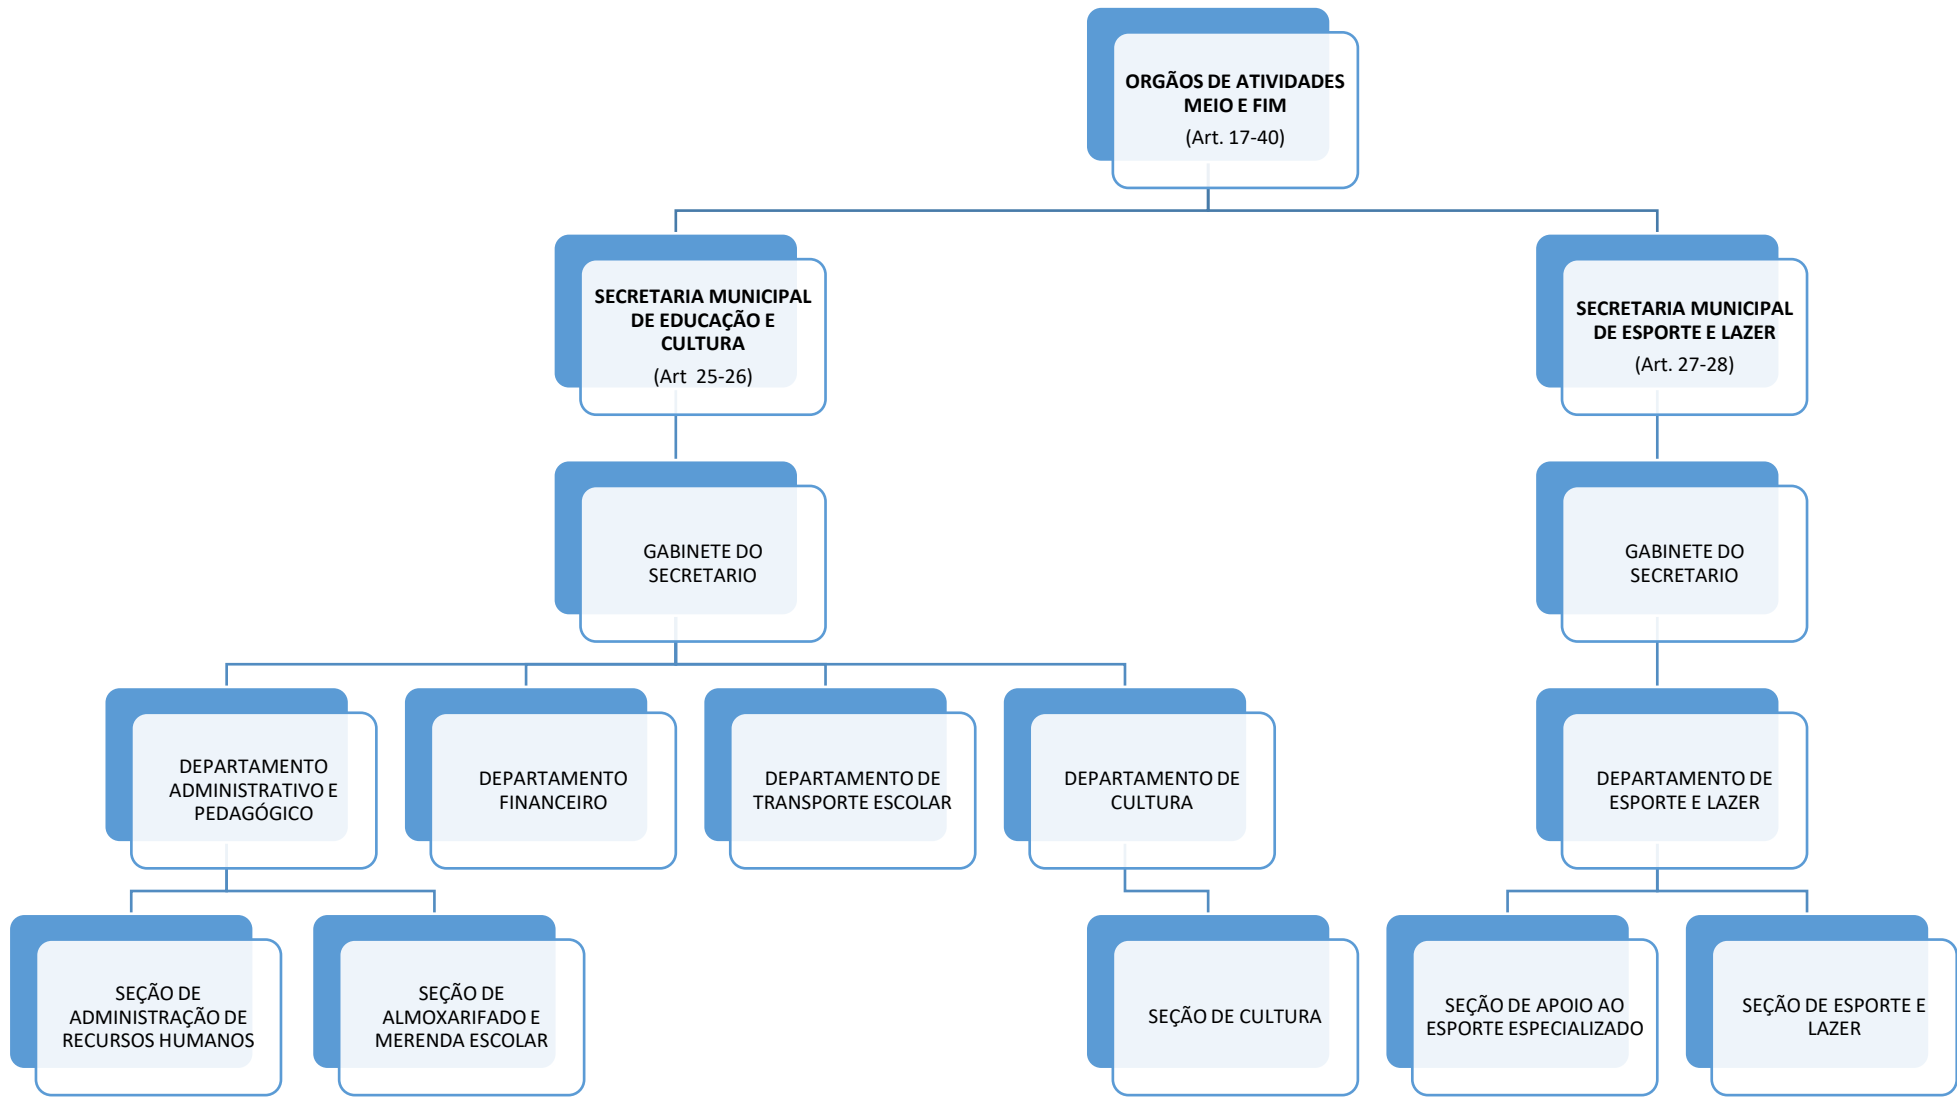 ORGÃOS DE ATIVIDADES
MEIO E FIM
(Art. 17-40)
SECRETARIA MUNICIPAL
DE EDUCAÇÃO E
CULTURA
(Art 25-26)
SECRETARIA MUNICIPAL
DE ESPORTE E LAZER
(Art. 27-28)
GABINETE DO
SECRETARIO
GABINETE DO
SECRETARIO
DEPARTAMENTO
ADMINISTRATIVO E
PEDAGÓGICO
DEPARTAMENTO
FINANCEIRO
DEPARTAMENTO DE
TRANSPORTE ESCOLAR
DEPARTAMENTO DE
CULTURA
DEPARTAMENTO DE
ESPORTE E LAZER
SEÇÃO DE
ADMINISTRAÇÃO DE
RECURSOS HUMANOS
SEÇÃO DE
ALMOXARIFADO E
MERENDA ESCOLAR
SEÇÃO DE CULTURA
SEÇÃO DE APOIO AO
ESPORTE ESPECIALIZADO
SEÇÃO DE ESPORTE E
LAZER